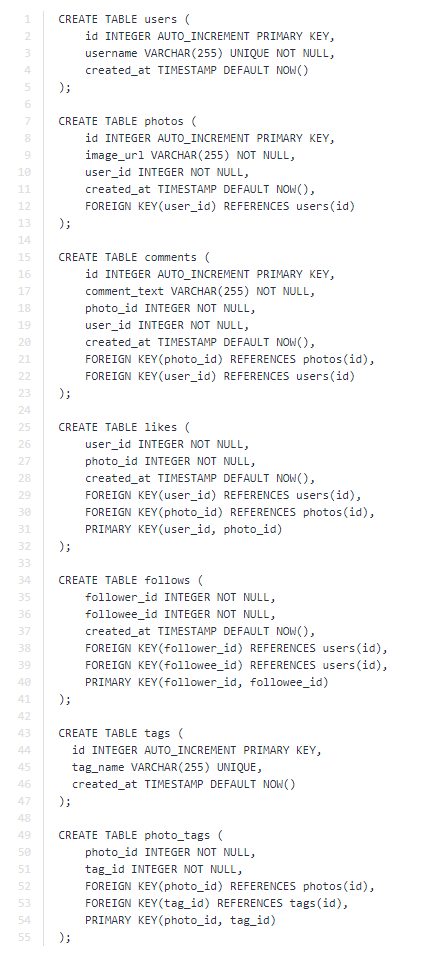 1 CREATE TABLE users (
2     id INTEGER AUTO_INCREMENT PRIMARY KEY,
3     username VARCHAR(255) UNIQUE NOT NULL,
4     created_at TIMESTAMP DEFAULT NOW()
5 );
6
7 CREATE TABLE photos (
8     id INTEGER AUTO_INCREMENT PRIMARY KEY,
9     image_url VARCHAR(255) NOT NULL,
10     user_id INTEGER NOT NULL,
11     created_at TIMESTAMP DEFAULT NOW(),
12     FOREIGN KEY(user_id) REFERENCES users(id)
13 );
14
15 CREATE TABLE comments (
16     id INTEGER AUTO_INCREMENT PRIMARY KEY,
17     comment_text VARCHAR(255) NOT NULL,
18     photo_id INTEGER NOT NULL,
19     user_id INTEGER NOT NULL,
20     created_at TIMESTAMP DEFAULT NOW(),
21     FOREIGN KEY(photo_id) REFERENCES photos(id),
22     FOREIGN KEY(user_id) REFERENCES users(id)
23 );
24
25 CREATE TABLE likes (
26     user_id INTEGER NOT NULL,
27     photo_id INTEGER NOT NULL,
28     created_at TIMESTAMP DEFAULT NOW(),
29     FOREIGN KEY(user_id) REFERENCES users(id),
30     FOREIGN KEY(photo_id) REFERENCES photos(id),
31     PRIMARY KEY(user_id, photo_id)
32 );
33
34 CREATE TABLE follows (
35     follower_id INTEGER NOT NULL,
36     followee_id INTEGER NOT NULL,
37     created_at TIMESTAMP DEFAULT NOW(),
38     FOREIGN KEY(follower_id) REFERENCES users(id),
39     FOREIGN KEY(followee_id) REFERENCES users(id),
40     PRIMARY KEY(follower_id, followee_id)
41 );
42
43 CREATE TABLE tags (
44   id INTEGER AUTO_INCREMENT PRIMARY KEY,
45   tag_name VARCHAR(255) UNIQUE,
46   created_at TIMESTAMP DEFAULT NOW()
47 );
48
49 CREATE TABLE photo_tags (
50     photo_id INTEGER NOT NULL,
51     tag_id INTEGER NOT NULL,
52     FOREIGN KEY(photo_id) REFERENCES photos(id),
53     FOREIGN KEY(tag_id) REFERENCES tags(id),
54     PRIMARY KEY(photo_id, tag_id)
55 );